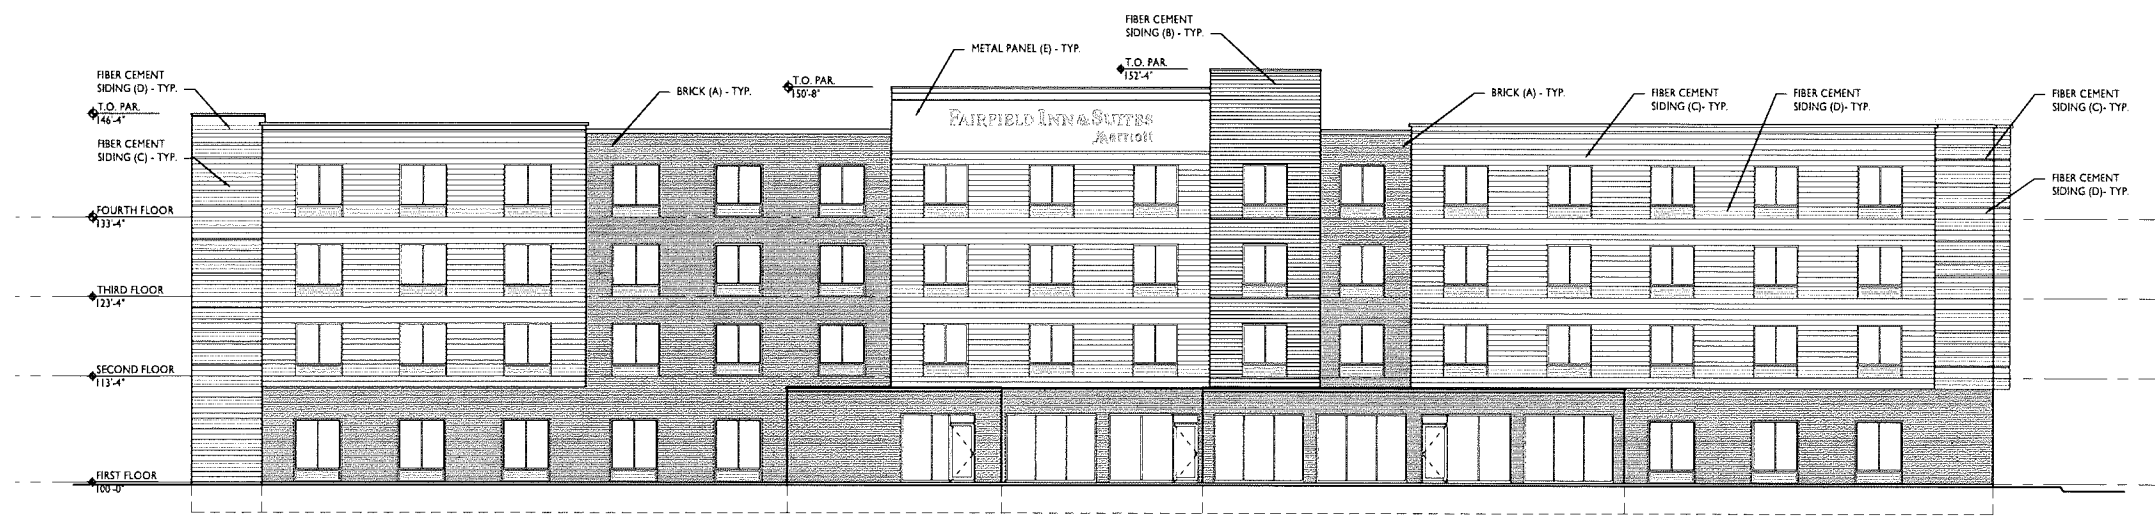 FIBER CEMENT
SIDING (B) - TYP.
METAL PANEL (E) - TYP.
T.O. PAR.
152'-4"
FIBER CEMENT
SIDING (D) - TYP.
T.O. PAR.
150'-8"
BRICK (A) - TYP.
BRICK (A) - TYP.
FIBER CEMENT
SIDING (C)- TYP.
FIBER CEMENT
SIDING (D)- TYP.
FIBER CEMENT
SIDING (C)- TYP.
T.O. PAR.
146'-4"
FAIRFIELD INN & SUITES
Marriott
FIBER CEMENT
SIDING (C) - TYP.
FIBER CEMENT
SIDING (D)- TYP.
FOURTH FLOOR
133'-4"
THIRD FLOOR
123'-4"
SECOND FLOOR
113'-4"
FIRST FLOOR
100'-0"